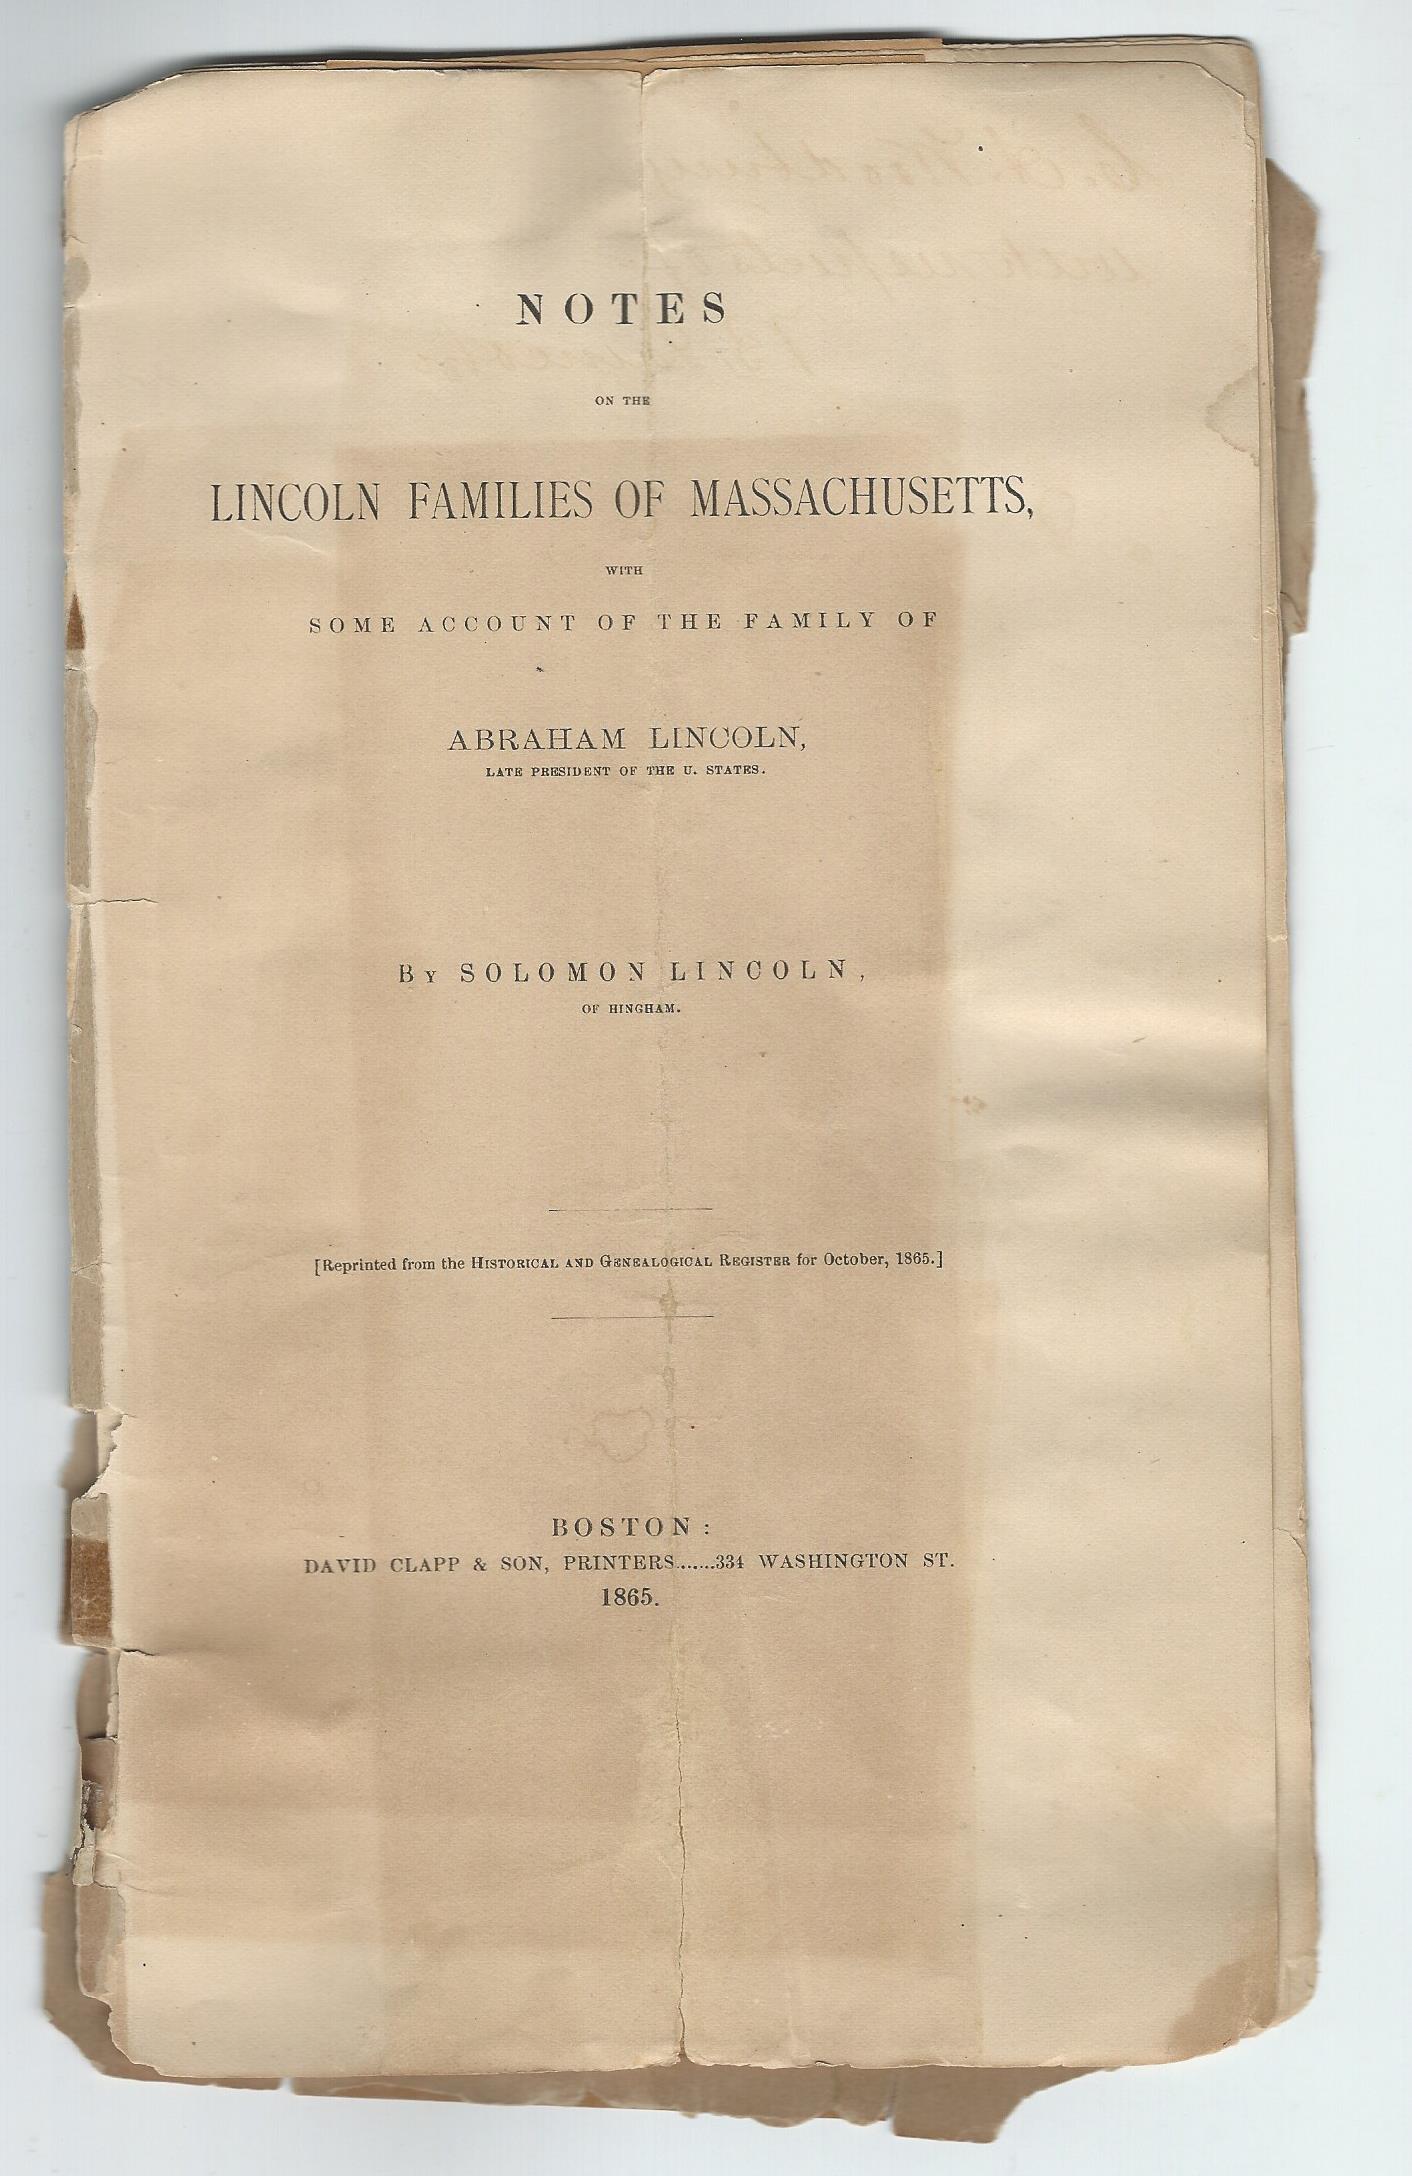 NOTES
ON THE
LINCOLN FAMILIES OF MASSACHUSETTS,
WITH
SOME ACCOUNT OF THE FAMILY OF
ABRAHAM LINCOLN,
LATE PRESIDENT OF THE U. STATES.
BY SOLOMON LINCOLN,
OF HINGHAM.
[Reprinted from the HISTORICAL AND GENEALOGICAL REGISTER for October, 1865.]
BOSTON:
DAVID CLAPP & SON, PRINTERS......334 WASHINGTON ST.
1865.